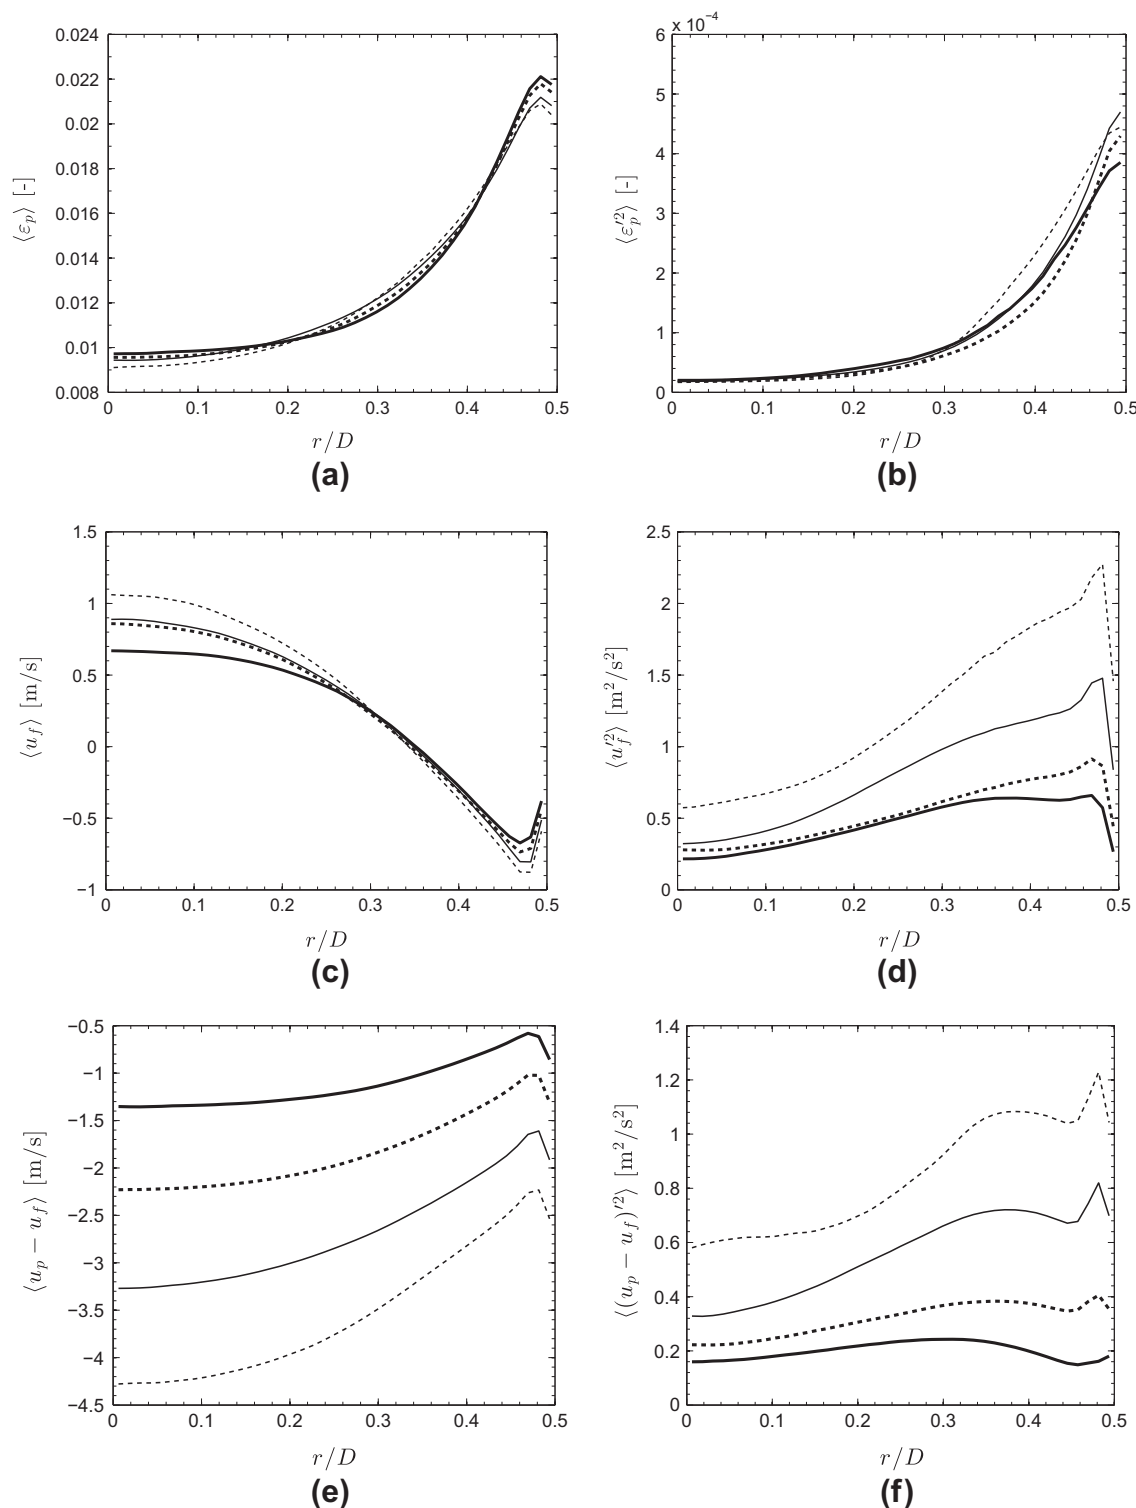 0.024
0.022
0.02
0.018
0.016
0.014
0.012
0.01
0.008
⟨ε_p⟩ [-]
0 0.1 0.2 0.3 0.4 0.5
r/D
(a)
x 10⁻⁴
6
5
4
3
2
1
0
⟨ε′²_p⟩ [-]
0 0.1 0.2 0.3 0.4 0.5
r/D
(b)
1.5
1
0.5
0
−0.5
−1
⟨u_f⟩ [m/s]
0 0.1 0.2 0.3 0.4 0.5
r/D
(c)
2.5
2
1.5
1
0.5
0
⟨u′²_f⟩ [m²/s²]
0 0.1 0.2 0.3 0.4 0.5
r/D
(d)
−0.5
−1
−1.5
−2
−2.5
−3
−3.5
−4
−4.5
⟨u_p − u_f⟩ [m/s]
0 0.1 0.2 0.3 0.4 0.5
r/D
(e)
1.4
1.2
1
0.8
0.6
0.4
0.2
0
⟨(u_p − u_f)′²⟩ [m²/s²]
0 0.1 0.2 0.3 0.4 0.5
r/D
(f)